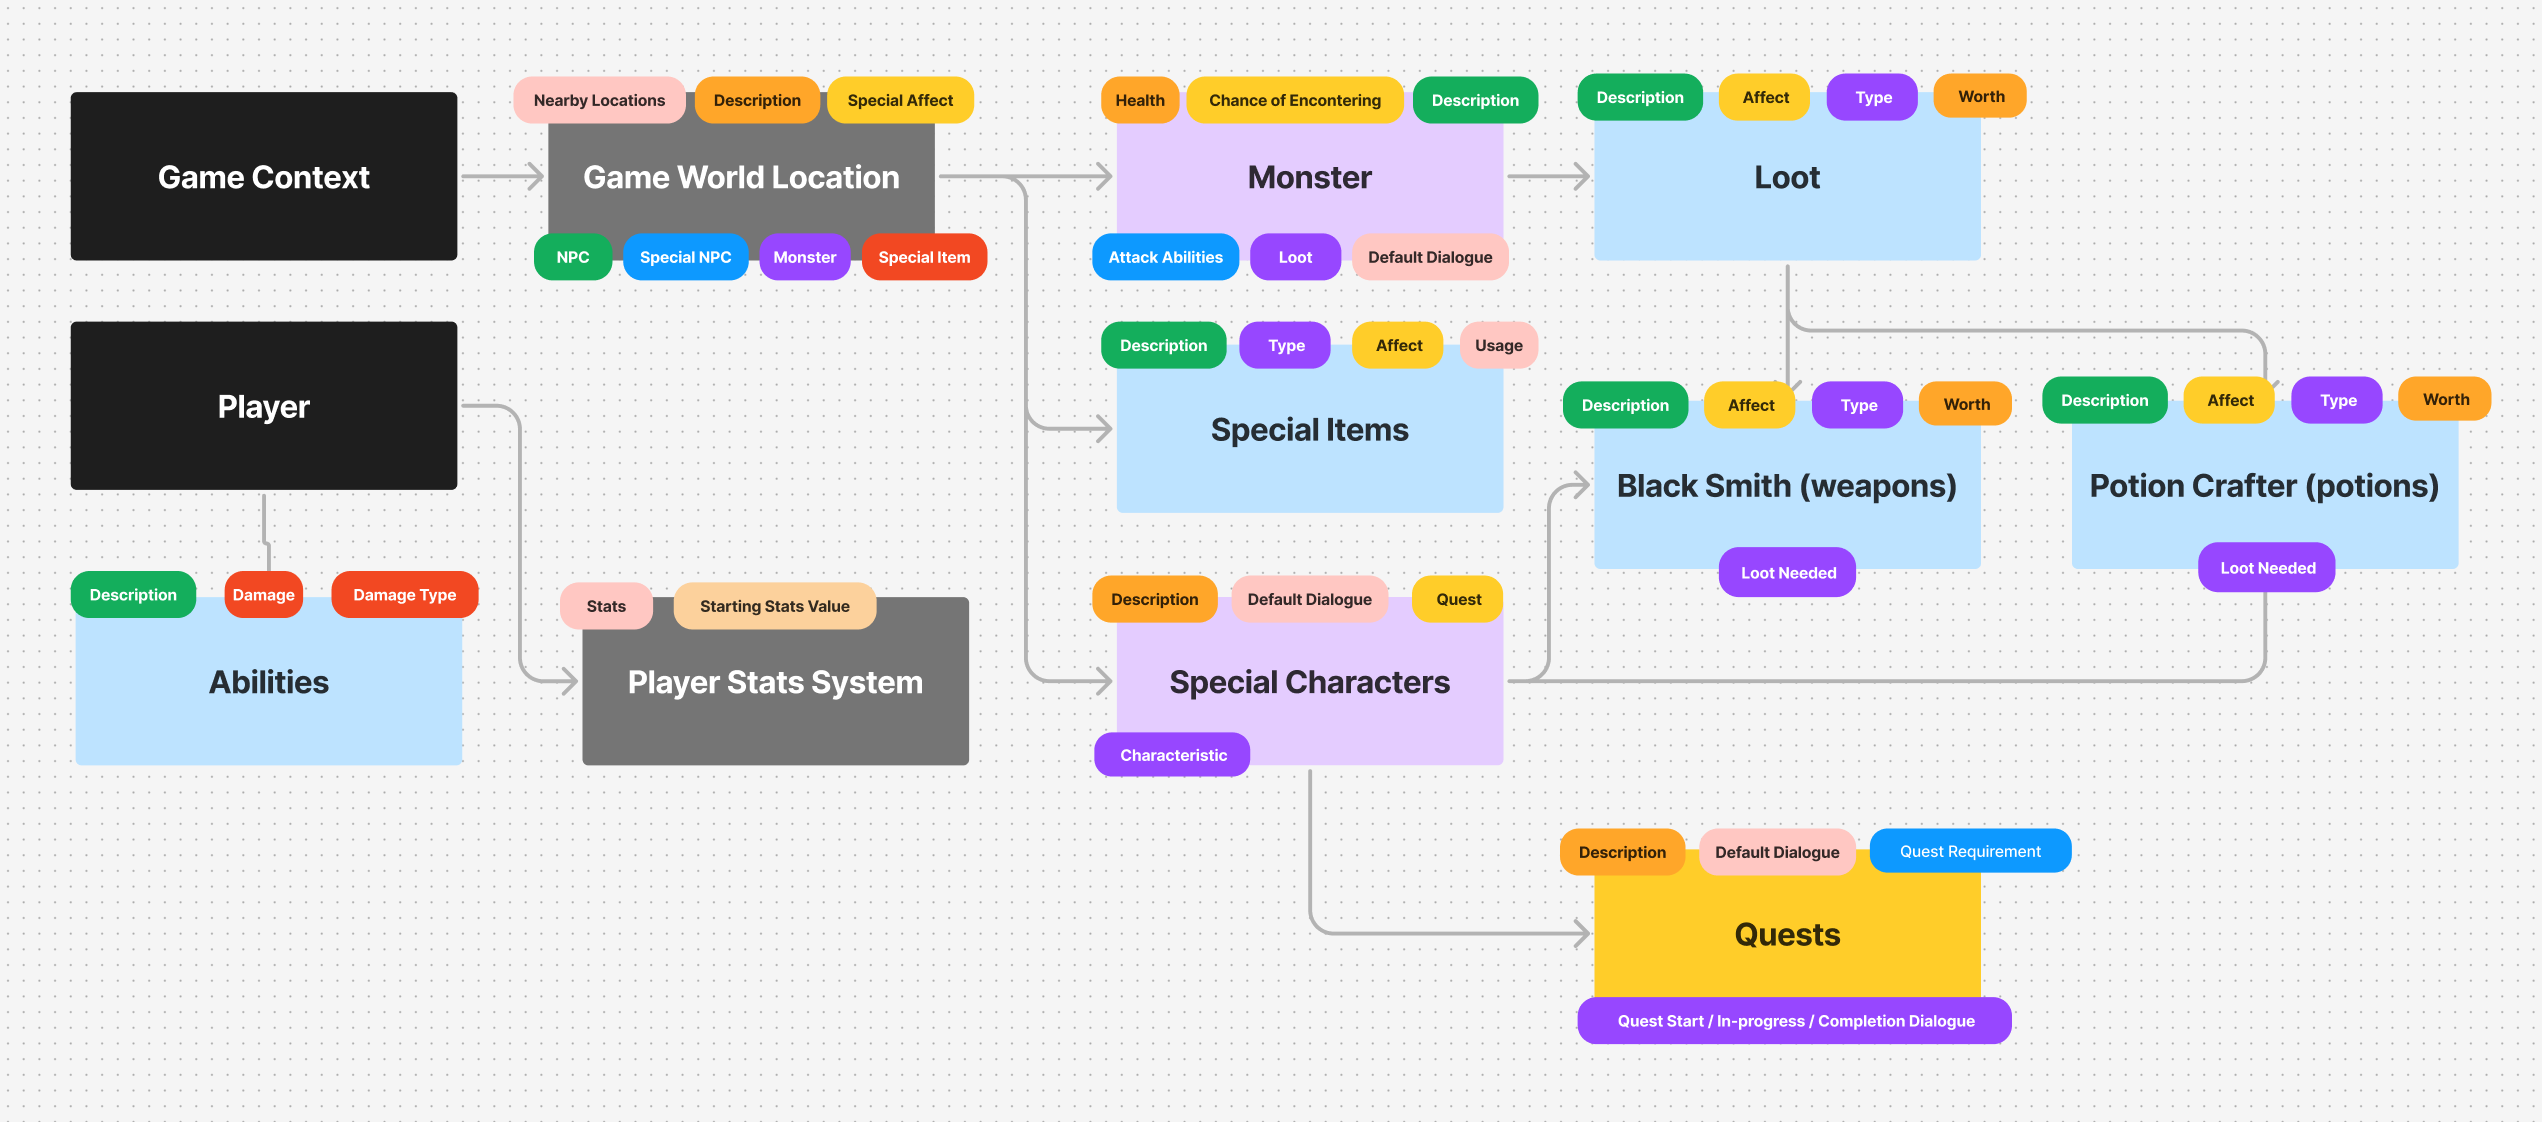 Nearby Locations
Description
Special Affect
Game Context
Game World Location
NPC
Special NPC
Monster
Special Item
Health
Chance of Encontering
Description
Monster
Attack Abilities
Loot
Default Dialogue
Description
Affect
Type
Worth
Loot
Player
Description
Type
Affect
Usage
Special Items
Description
Affect
Type
Worth
Black Smith (weapons)
Loot Needed
Description
Affect
Type
Worth
Potion Crafter (potions)
Loot Needed
Description
Damage
Damage Type
Abilities
Stats
Starting Stats Value
Player Stats System
Description
Default Dialogue
Quest
Special Characters
Characteristic
Description
Default Dialogue
Quest Requirement
Quests
Quest Start / In-progress / Completion Dialogue